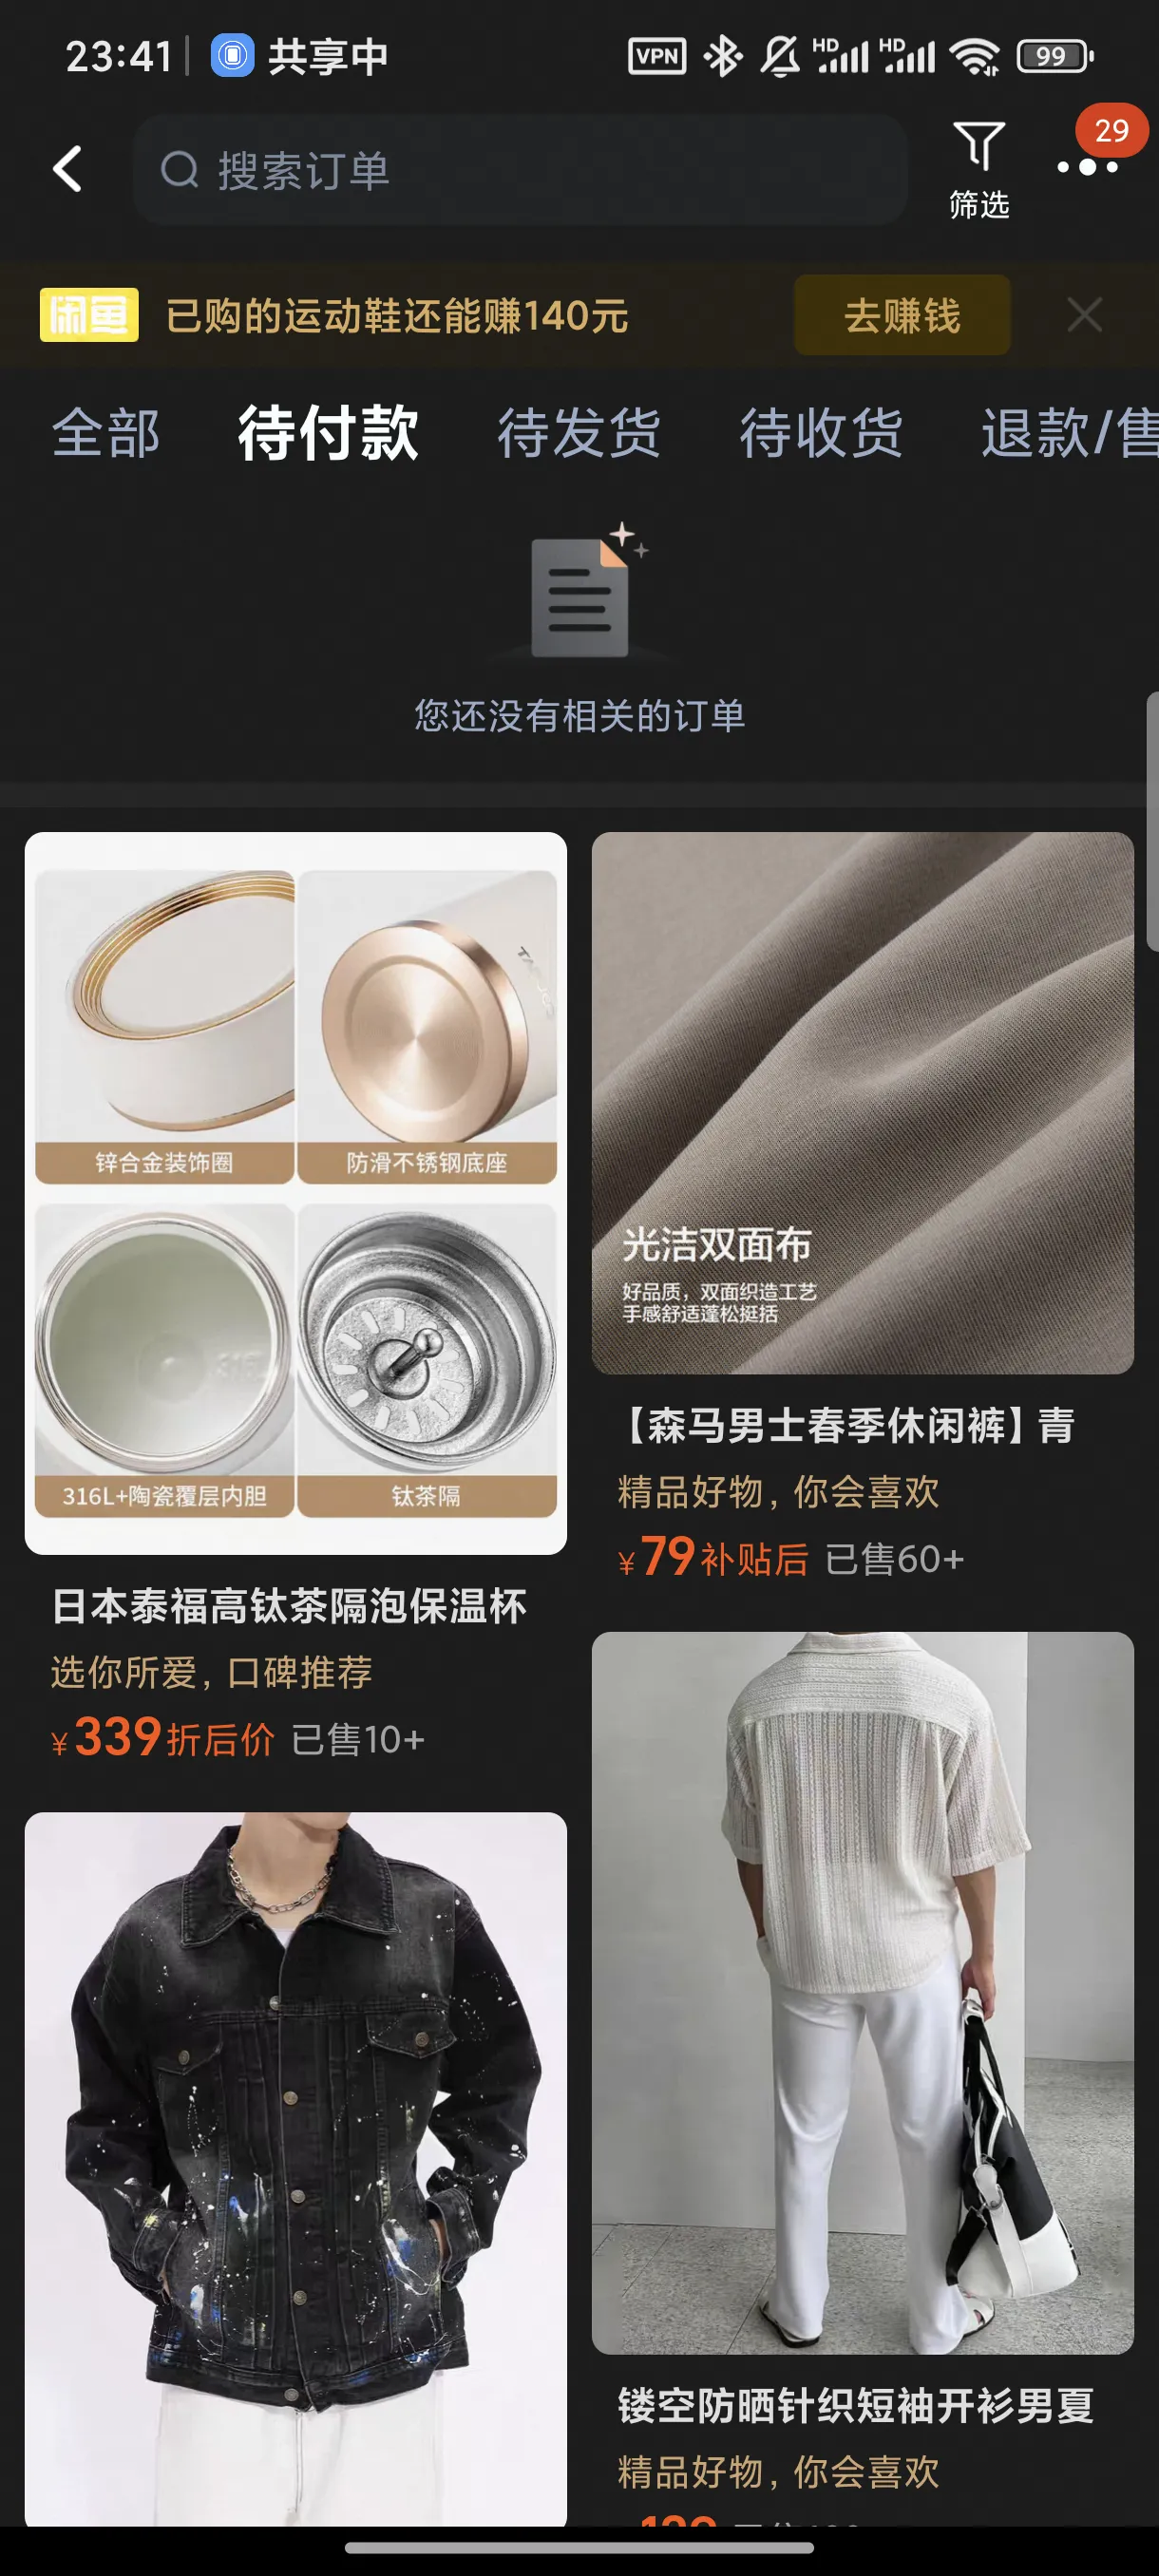 23:41
共享中
VPN
HD
HD
99
搜索订单
筛选
29
闲鱼
已购的运动鞋还能赚140元
去赚钱
全部
待付款
待发货
待收货
退款/售
您还没有相关的订单
锌合金装饰圈
防滑不锈钢底座
316L+陶瓷覆层内胆
钛茶隔
日本泰福高钛茶隔泡保温杯
选你所爱，口碑推荐
¥339折后价 已售10+
光洁双面布
好品质，双面织造工艺
手感舒适蓬松挺括
【森马男士春季休闲裤】青
精品好物，你会喜欢
¥79补贴后 已售60+
镂空防晒针织短袖开衫男夏
精品好物，你会喜欢